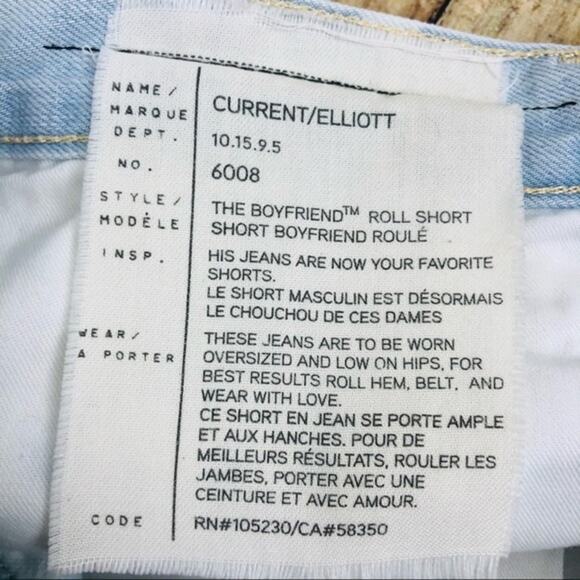 NAME/ CURRENT/ELLIOTT
MARQUE
DEPT. 10.15.9.5
NO. 6008
STYLE/ THE BOYFRIEND™ ROLL SHORT
MODÈLE SHORT BOYFRIEND ROULÉ
INSP. HIS JEANS ARE NOW YOUR FAVORITE
SHORTS.
LE SHORT MASCULIN EST DÉSORMAIS
LE CHOUCHOU DE CES DAMES
WEAR/ THESE JEANS ARE TO BE WORN
A PORTER OVERSIZED AND LOW ON HIPS, FOR
BEST RESULTS ROLL HEM, BELT, AND
WEAR WITH LOVE.
CE SHORT EN JEAN SE PORTE AMPLE
ET AUX HANCHES. POUR DE
MEILLEURS RÉSULTATS, ROULER LES
JAMBES, PORTER AVEC UNE
CEINTURE ET AVEC AMOUR.
CODE RN#105230/CA#58350